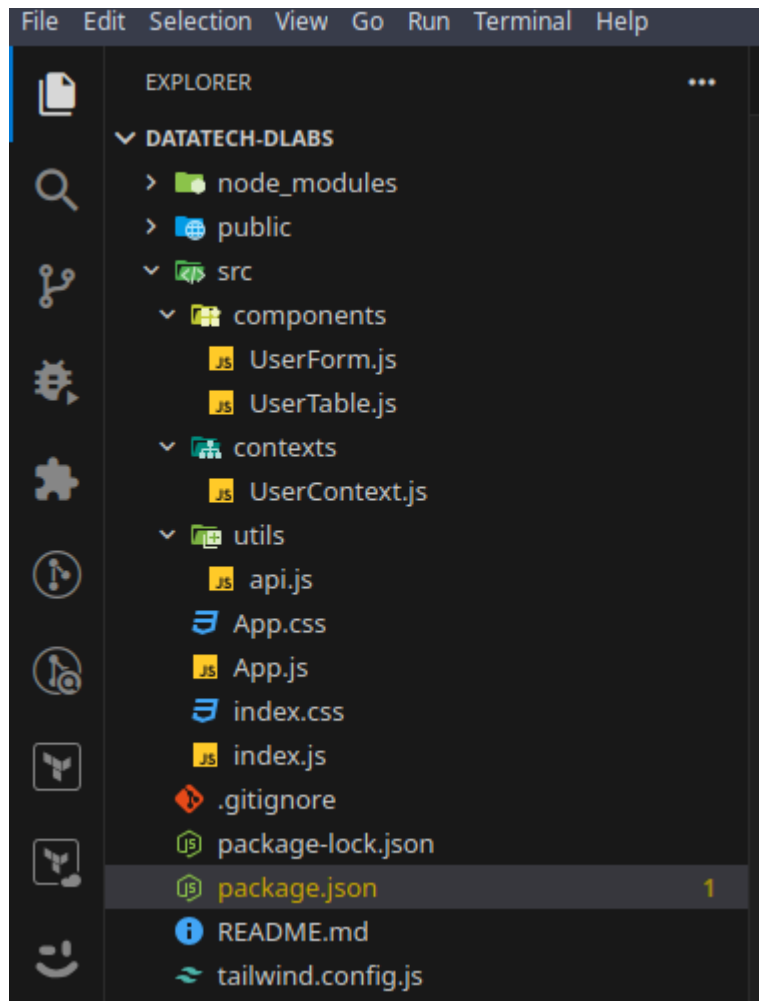 File Edit Selection View Go Run Terminal Help
EXPLORER
DATATECH-DLABS
node_modules
public
src
components
UserForm.js
UserTable.js
contexts
UserContext.js
utils
api.js
App.css
App.js
index.css
index.js
.gitignore
package-lock.json
package.json 1
README.md
tailwind.config.js